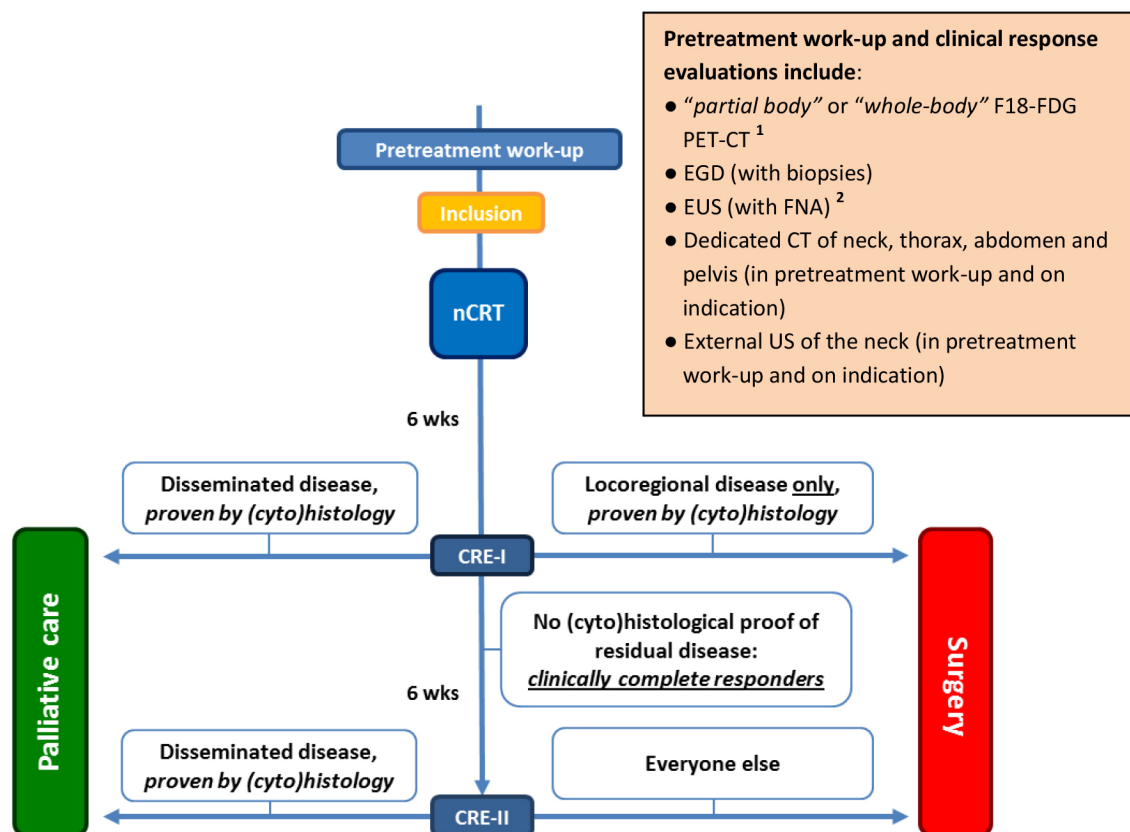 Pretreatment work-up and clinical response
evaluations include:
● “partial body” or “whole-body” F18-FDG
PET-CT 1
● EGD (with biopsies)
● EUS (with FNA) 2
● Dedicated CT of neck, thorax, abdomen and
pelvis (in pretreatment work-up and on
indication)
● External US of the neck (in pretreatment
work-up and on indication)
Pretreatment work-up
Inclusion
nCRT
6 wks
Disseminated disease,
proven by (cyto)histology
Locoregional disease only,
proven by (cyto)histology
CRE-I
Palliative care
Surgery
No (cyto)histological proof of
residual disease:
clinically complete responders
6 wks
Disseminated disease,
proven by (cyto)histology
Everyone else
CRE-II